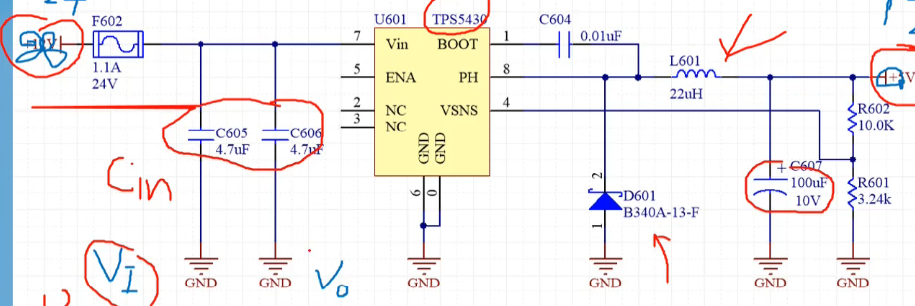 F602
1.1A
24V
U601
TPS5430
C604
0.01uF
7
Vin
BOOT
1
5
ENA
PH
8
L601
22uH
2
NC
VSNS
4
3
NC
GND
GND
6
0
C605
4.7uF
C606
4.7uF
Cin
VI
Vo
2
D601
B340A-13-F
1
C607
100uF
10V
R602
10.0K
R601
3.24k
GND
GND
GND
GND
GND
GND